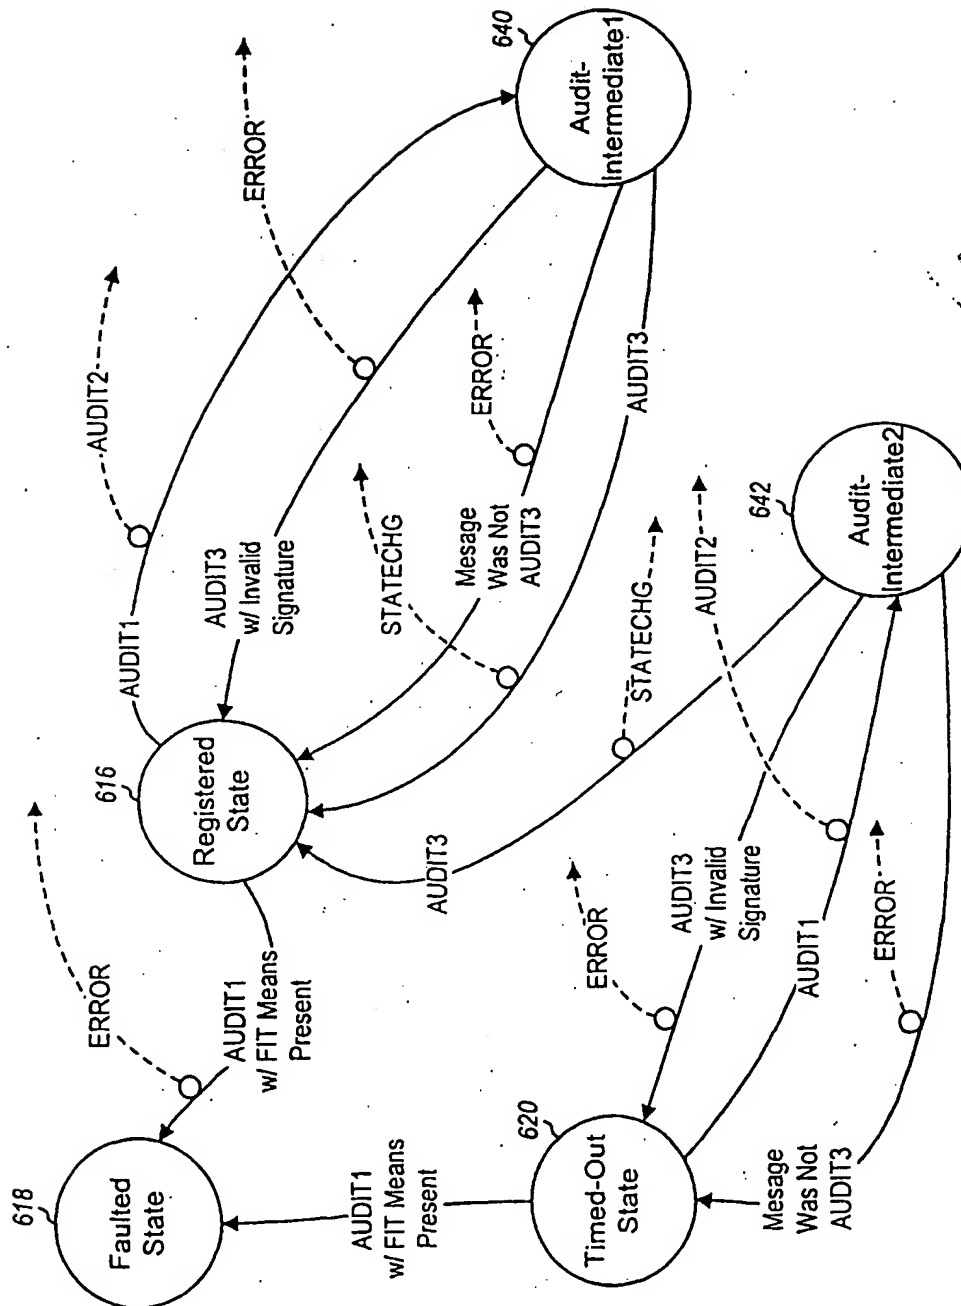 618
Faulted
State
ERROR
AUDIT1
w/ FIT Means
Present
616
Registered
State
AUDIT1
AUDIT2
AUDIT3
w/ Invalid
Signature
ERROR
STATECHG
Mesage
Was Not
AUDIT3
ERROR
AUDIT3
640
Audit-
Intermediate1
AUDIT1
w/ FIT Means
Present
620
Timed-Out
State
AUDIT3
STATECHG
ERROR
AUDIT3
w/ Invalid
Signature
AUDIT2
AUDIT1
ERROR
Mesage
Was Not
AUDIT3
642
Audit-
Intermediate2